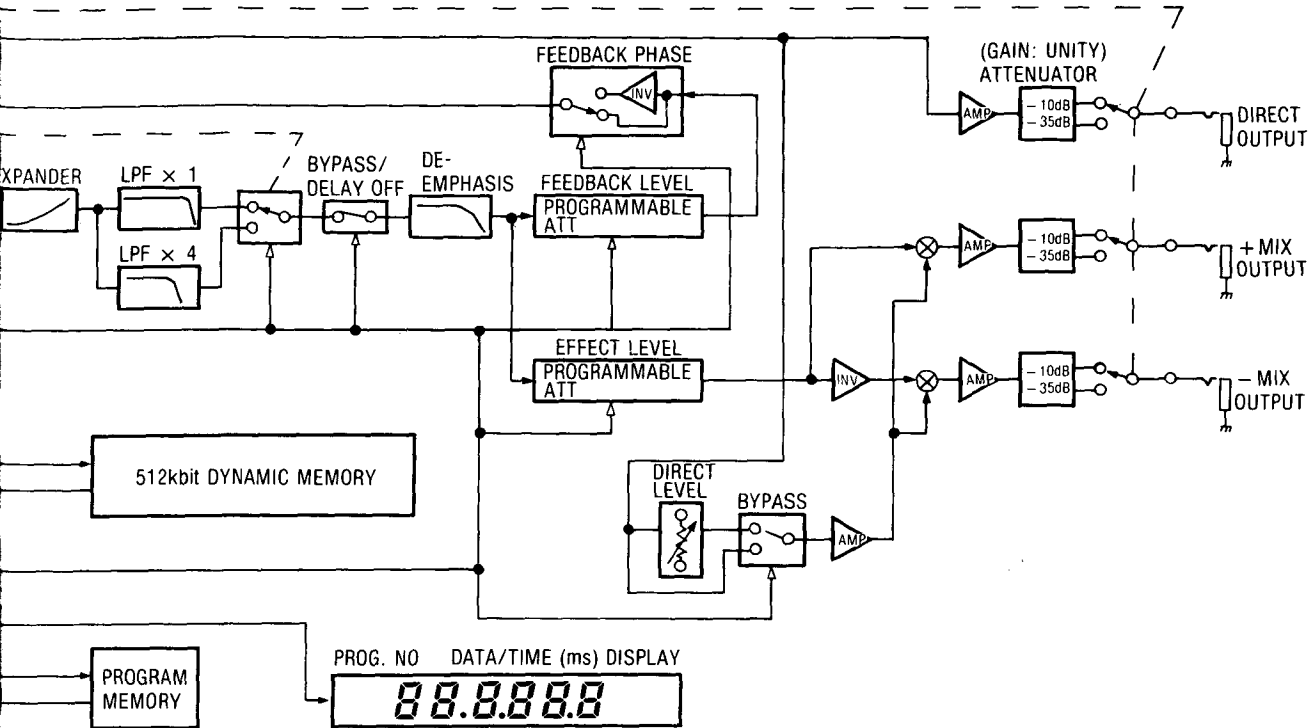 (GAIN: UNITY)
ATTENUATOR
FEEDBACK PHASE
INV
AMP
-10dB
-35dB
DIRECT
OUTPUT
XPANDER
LPF × 1
BYPASS/
DELAY OFF
DE-
EMPHASIS
FEEDBACK LEVEL
PROGRAMMABLE
ATT
LPF × 4
AMP
-10dB
-35dB
+MIX
OUTPUT
EFFECT LEVEL
PROGRAMMABLE
ATT
INV
AMP
-10dB
-35dB
-MIX
OUTPUT
512kbit DYNAMIC MEMORY
DIRECT
LEVEL
BYPASS
AMP
PROG. NO DATA/TIME (ms) DISPLAY
PROGRAM
MEMORY
88.8.8.8.8